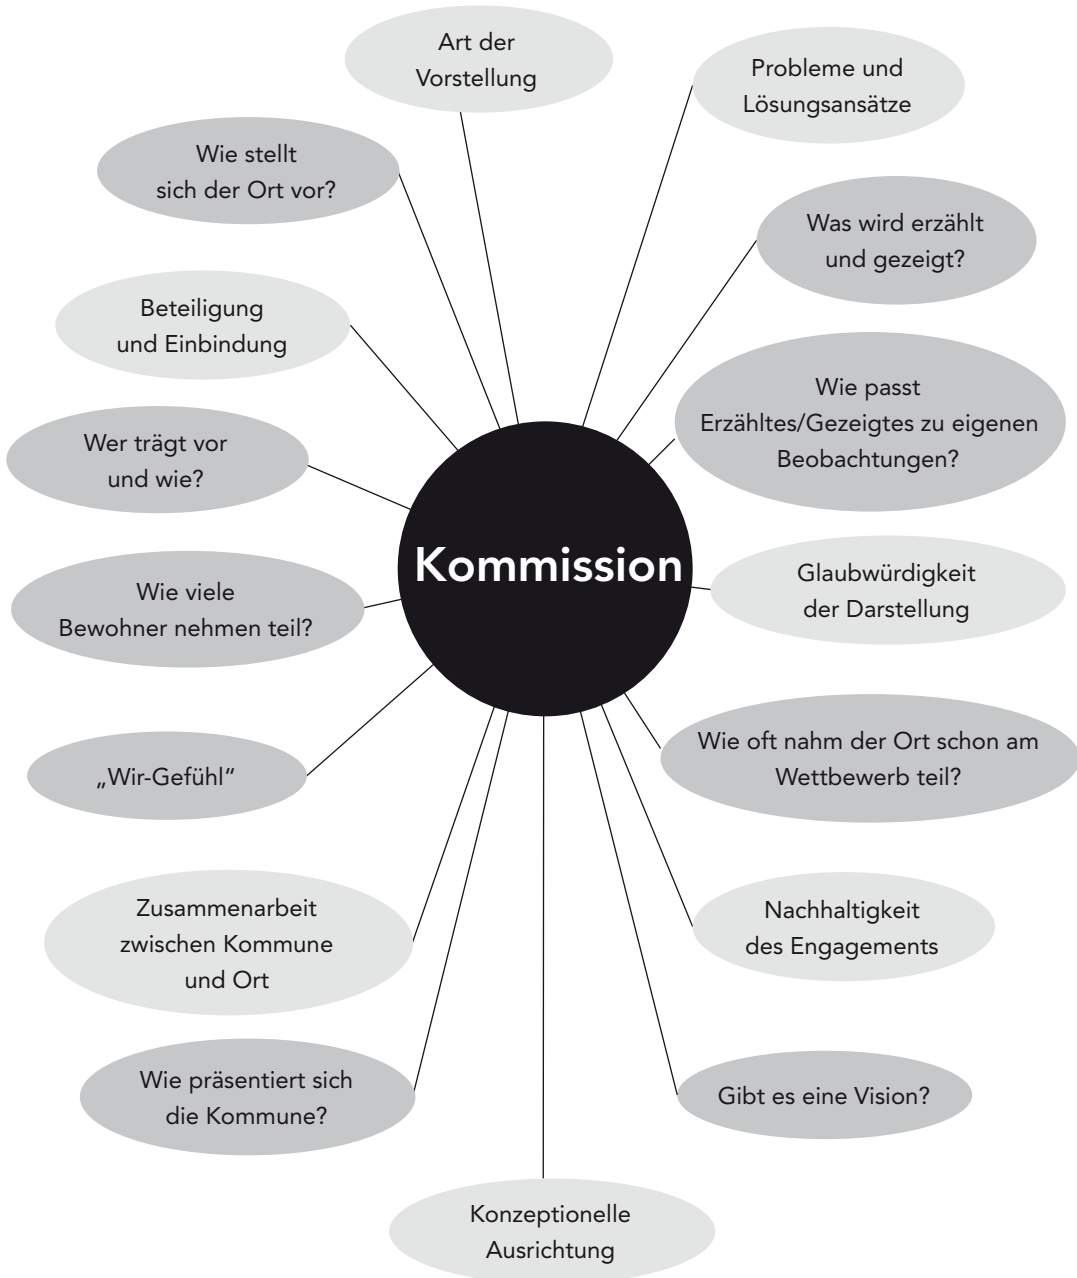 Art der
Vorstellung
Probleme und
Lösungsansätze
Wie stellt
sich der Ort vor?
Was wird erzählt
und gezeigt?
Beteiligung
und Einbindung
Wie passt
Erzähltes/Gezeigtes zu eigenen
Beobachtungen?
Wer trägt vor
und wie?
Kommission
Glaubwürdigkeit
der Darstellung
Wie viele
Bewohner nehmen teil?
Wie oft nahm der Ort schon am
Wettbewerb teil?
„Wir-Gefühl“
Zusammenarbeit
zwischen Kommune
und Ort
Nachhaltigkeit
des Engagements
Wie präsentiert sich
die Kommune?
Gibt es eine Vision?
Konzeptionelle
Ausrichtung